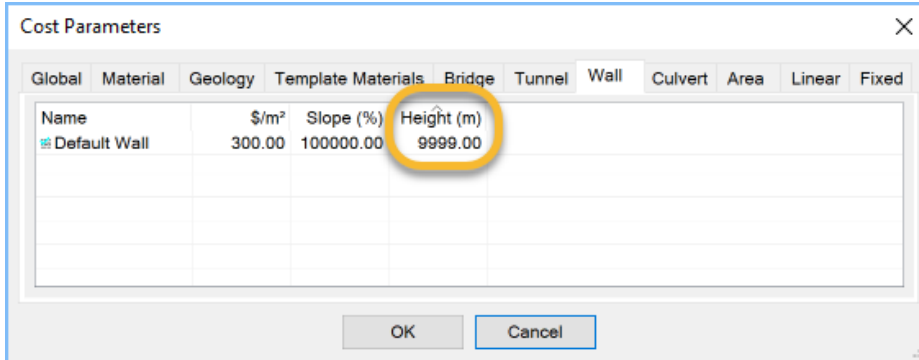 Cost Parameters
Global Material Geology Template Materials Bridge Tunnel Wall Culvert Area Linear Fixed
Name $/m² Slope (%) Height (m)
Default Wall 300.00 100000.00 9999.00
OK Cancel